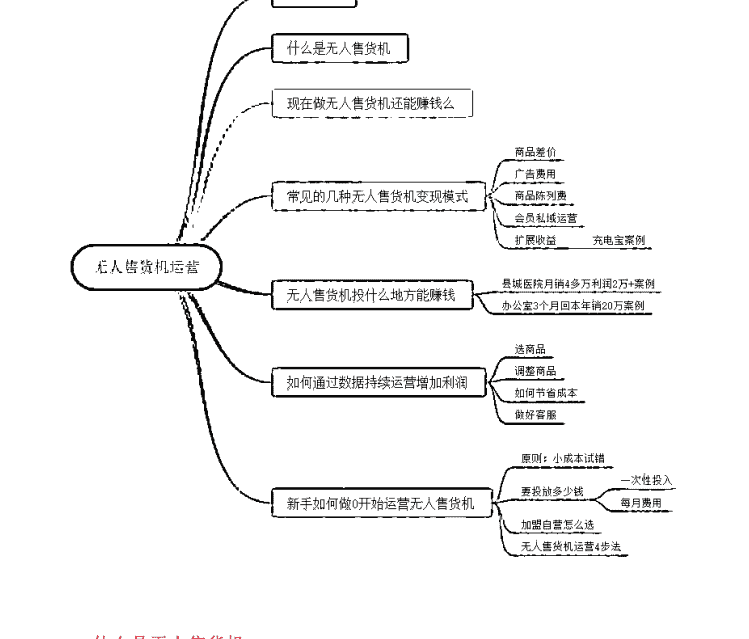 什么是无人售货机
现在做无人售货机还能赚钱么
常见的几种无人售货机变现模式
商品差价
广告费用
商品陈列费
会员私域运营
扩展收益
充电宝案例
无人售货机运营
无人售货机投什么地方能赚钱
县城医院月销4多万利润2万+案例
办公室3个月回本年销20万案例
如何通过数据持续运营增加利润
选商品
调整商品
如何节省成本
做好客服
新手如何做0开始运营无人售货机
原则：小成本试错
要投放多少钱
一次性投入
每月费用
加盟自营怎么选
无人售货机运营4步法